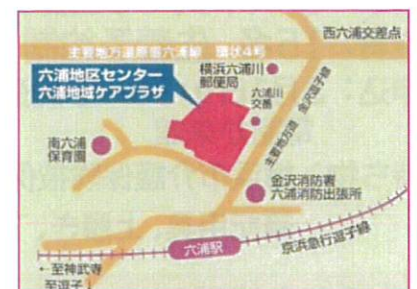 西六浦交差点
主要地方道原宿六浦線 環状4号
六浦地区センター
六浦地域ケアプラザ
横浜六浦川
郵便局
六浦川
交番
主要地方道 金沢逗子線
南六浦
保育園
金沢消防署
六浦消防出張所
六浦駅
京浜急行逗子線
←至神武寺
至逗子↓